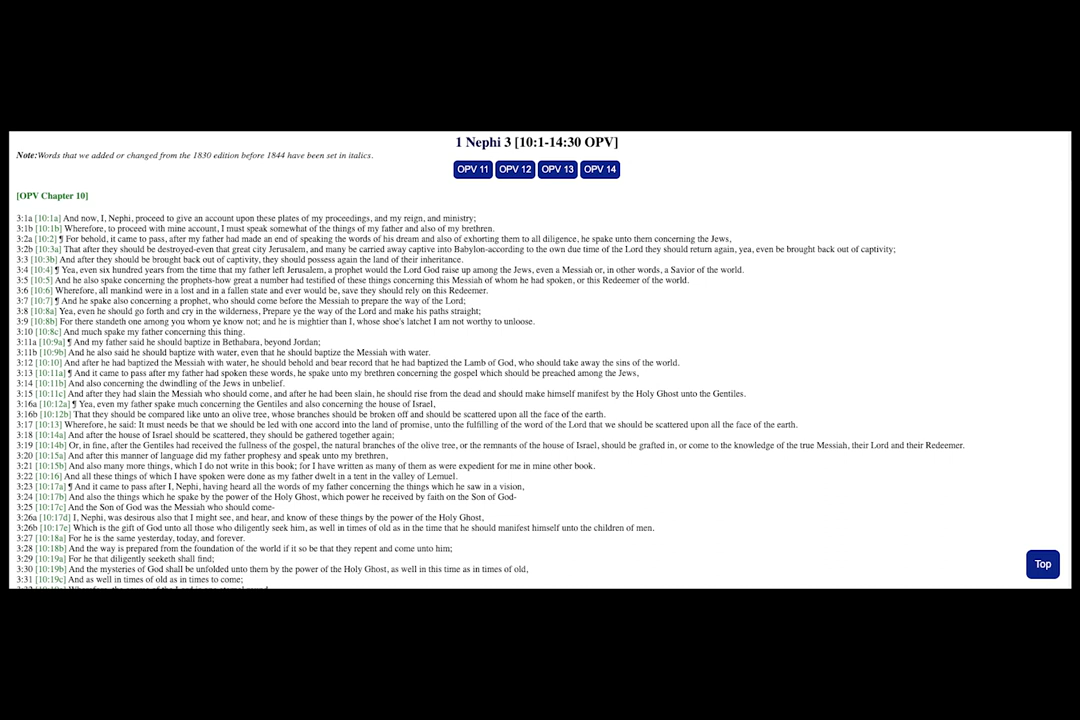 1 Nephi 3 [10:1-14:30 OPV]
Note:Words that we added or changed from the 1830 edition before 1844 have been set in italics.
OPV 11 OPV 12 OPV 13 OPV 14
[OPV Chapter 10]
3:1a [10:1a] And now, I, Nephi, proceed to give an account upon these plates of my proceedings, and my reign, and ministry;
3:1b [10:1b] Wherefore, to proceed with mine account, I must speak somewhat of the things of my father and also of my brethren.
3:2a [10:2] ¶ For behold, it came to pass, after my father had made an end of speaking the words of his dream and also of exhorting them to all diligence, he spake unto them concerning the Jews,
3:2b [10:3a] That after they should be destroyed-even that great city Jerusalem, and many be carried away captive into Babylon-according to the own due time of the Lord they should return again, yea, even be brought back out of captivity;
3:3 [10:3b] And after they should be brought back out of captivity, they should possess again the land of their inheritance.
3:4 [10:4] ¶ Yea, even six hundred years from the time that my father left Jerusalem, a prophet would the Lord God raise up among the Jews, even a Messiah or, in other words, a Savior of the world.
3:5 [10:5] And he also spake concerning the prophets-how great a number had testified of these things concerning this Messiah of whom he had spoken, or this Redeemer of the world.
3:6 [10:6] Wherefore, all mankind were in a lost and in a fallen state and ever would be, save they should rely on this Redeemer.
3:7 [10:7] ¶ And he spake also concerning a prophet, who should come before the Messiah to prepare the way of the Lord;
3:8 [10:8a] Yea, even he should go forth and cry in the wilderness, Prepare ye the way of the Lord and make his paths straight;
3:9 [10:8b] For there standeth one among you whom ye know not; and he is mightier than I, whose shoe's latchet I am not worthy to unloose.
3:10 [10:8c] And much spake my father concerning this thing.
3:11a [10:9a] ¶ And my father said he should baptize in Bethabara, beyond Jordan;
3:11b [10:9b] And he also said he should baptize with water, even that he should baptize the Messiah with water.
3:12 [10:10] And after he had baptized the Messiah with water, he should behold and bear record that he had baptized the Lamb of God, who should take away the sins of the world.
3:13 [10:11a] ¶ And it came to pass after my father had spoken these words, he spake unto my brethren concerning the gospel which should be preached among the Jews,
3:14 [10:11b] And also concerning the dwindling of the Jews in unbelief.
3:15 [10:11c] And after they had slain the Messiah who should come, and after he had been slain, he should rise from the dead and should make himself manifest by the Holy Ghost unto the Gentiles.
3:16a [10:12a] ¶ Yea, even my father spake much concerning the Gentiles and also concerning the house of Israel,
3:16b [10:12b] That they should be compared like unto an olive tree, whose branches should be broken off and should be scattered upon all the face of the earth.
3:17 [10:13] Wherefore, he said: It must needs be that we should be led with one accord into the land of promise, unto the fulfilling of the word of the Lord that we should be scattered upon all the face of the earth.
3:18 [10:14a] And after the house of Israel should be scattered, they should be gathered together again;
3:19 [10:14b] Or, in fine, after the Gentiles had received the fullness of the gospel, the natural branches of the olive tree, or the remnants of the house of Israel, should be grafted in, or come to the knowledge of the true Messiah, their Lord and their Redeemer.
3:20 [10:15a] And after this manner of language did my father prophesy and speak unto my brethren,
3:21 [10:15b] And also many more things, which I do not write in this book; for I have written as many of them as were expedient for me in mine other book.
3:22 [10:16] And all these things of which I have spoken were done as my father dwelt in a tent in the valley of Lemuel.
3:23 [10:17a] ¶ And it came to pass after I, Nephi, having heard all the words of my father concerning the things which he saw in a vision,
3:24 [10:17b] And also the things which he spake by the power of the Holy Ghost, which power he received by faith on the Son of God-
3:25 [10:17c] And the Son of God was the Messiah who should come-
3:26a [10:17d] I, Nephi, was desirous also that I might see, and hear, and know of these things by the power of the Holy Ghost,
3:26b [10:17e] Which is the gift of God unto all those who diligently seek him, as well in times of old as in the time that he should manifest himself unto the children of men.
3:27 [10:18a] For he is the same yesterday, today, and forever.
3:28 [10:18b] And the way is prepared from the foundation of the world if it so be that they repent and come unto him;
3:29 [10:19a] For he that diligently seeketh shall find;
3:30 [10:19b] And the mysteries of God shall be unfolded unto them by the power of the Holy Ghost, as well in this time as in times of old,
3:31 [10:19c] And as well in times of old as in times to come;
Top